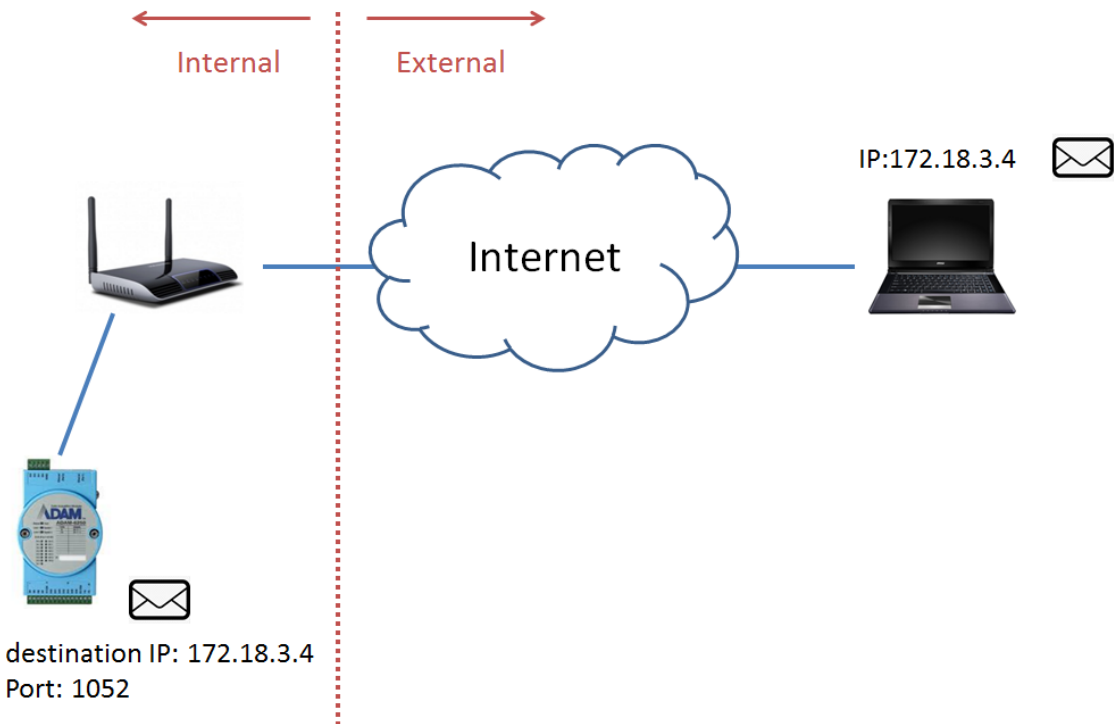 Internal
External
IP:172.18.3.4
Internet
ADAM
destination IP: 172.18.3.4
Port: 1052